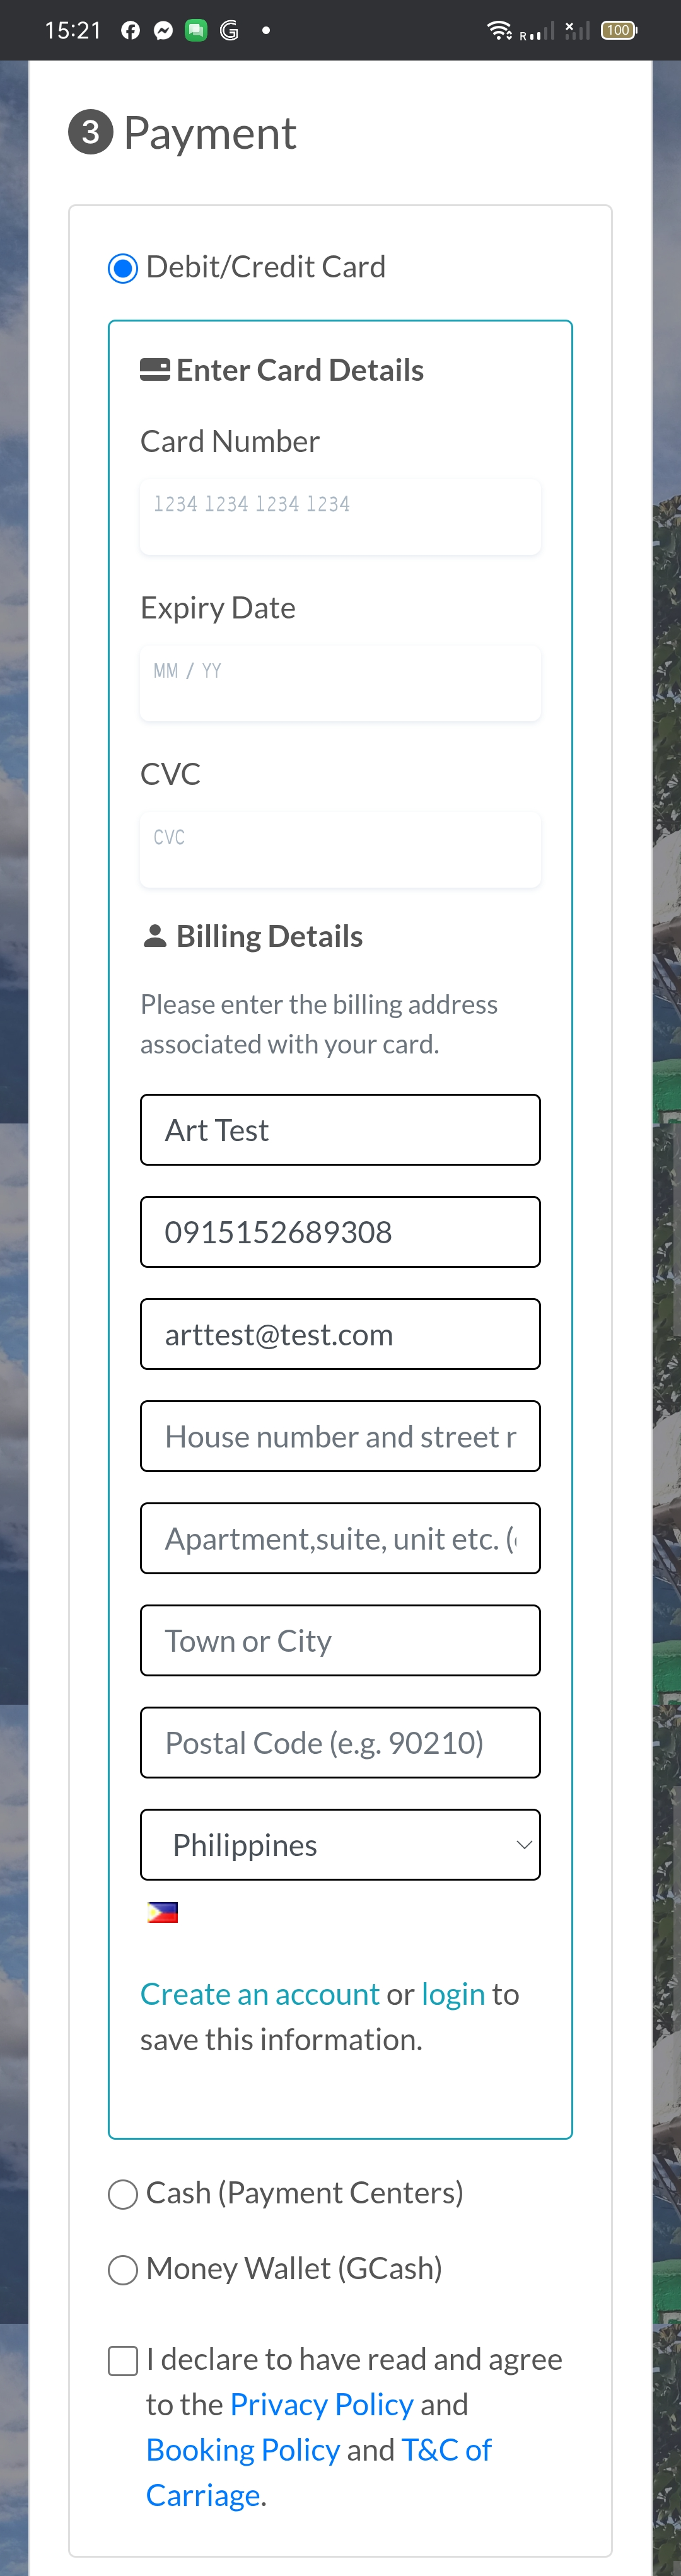 15:21
R
100
3 Payment
Debit/Credit Card
Enter Card Details
Card Number
1234 1234 1234 1234
Expiry Date
MM / YY
CVC
CVC
Billing Details
Please enter the billing address
associated with your card.
Art Test
0915152689308
arttest@test.com
House number and street
Apartment,suite, unit etc. (
Town or City
Postal Code (e.g. 90210)
Philippines
Create an account or login to
save this information.
Cash (Payment Centers)
Money Wallet (GCash)
I declare to have read and agree
to the Privacy Policy and
Booking Policy and T&C of
Carriage.